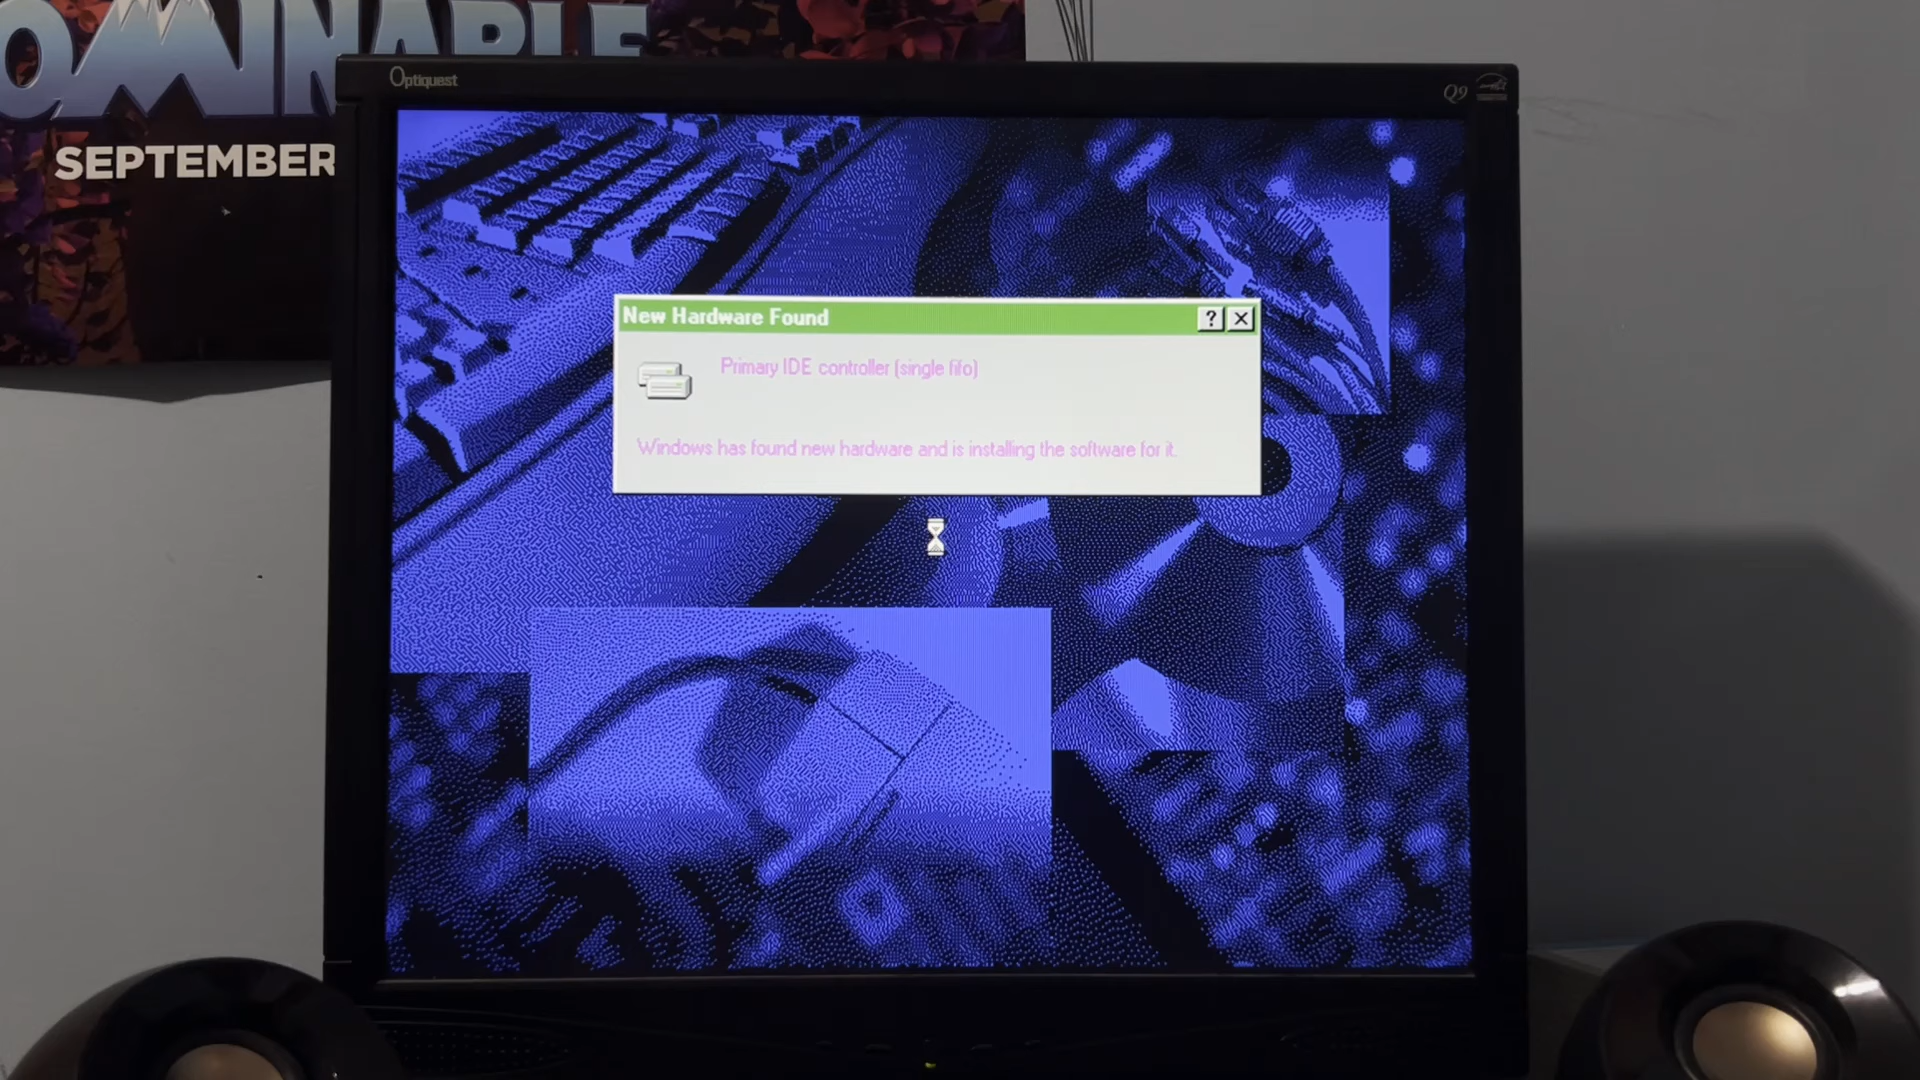 OMINABLE
SEPTEMBER
Optiquest
Q9
New Hardware Found
Primary IDE controller (single fifo)
Windows has found new hardware and is installing the software for it.